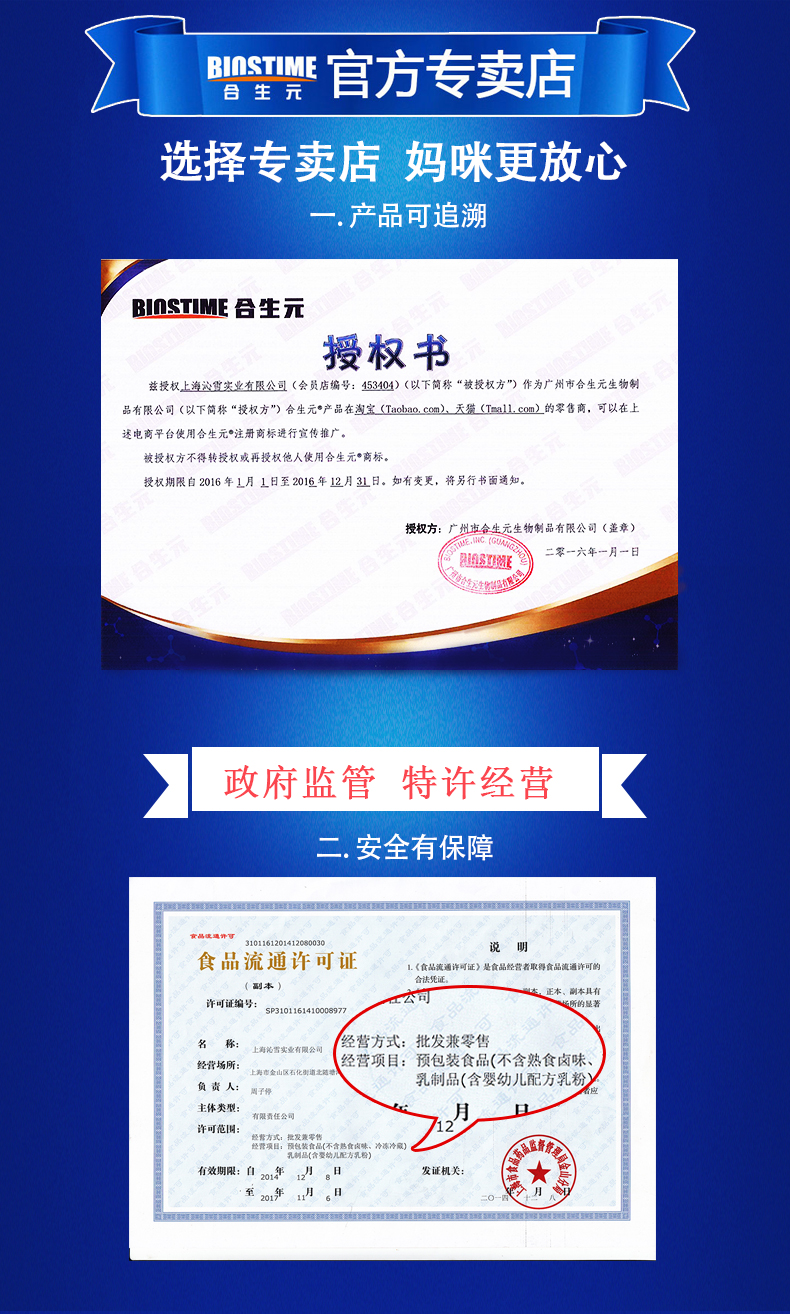 BIOSTIME
合生元
官方专卖店
选择专卖店 妈咪更放心
一.产品可追溯
BIOSTIME 合生元
授权书
兹授权上海沁雪实业有限公司（会员店编号：453404）（以下简称“被授权方”）作为广州市合生元生物制
品有限公司（以下简称“授权方”）合生元®产品在淘宝（Taobao.com）、天猫（Tmall.com）的零售商，可以在上
述电商平台使用合生元®注册商标进行宣传推广。
被授权方不得转授权或再授权他人使用合生元®商标。
授权期限自2016年1月 1日至2016年12月31日。如有变更，将另行书面通知。
授权方：广州市合生元生物制品有限公司（盖章）
BIOSTIME,INC.(GUANGZHOU)
BIOSTIME
广州市合生元生物制品有限公司
二零一六年一月一日
政府监管 特许经营
二.安全有保障
食品流通许可
3101161201412080030
食品流通许可证
（副本）
许可证编号：
SP3101161410008977
名 称：
上海沁雪实业有限公司
经营场所：
上海市金山区石化街道北随塘河
负 责 人：
周子停
主体类型：
有限责任公司
许可范围：
经营方式：批发兼零售
经营项目：预包装食品(不含熟食卤味、冷冻冷藏)
乳制品(含婴幼儿配方乳粉)
有效期限：自 2014 年 12 月 8 日
至 2017 年 11 月 6 日
说 明
1.《食品流通许可证》是食品经营者取得食品流通许可的
合法凭证。
副本，正本、副本具有
场所的显著
任公司
经营方式：批发兼零售
经营项目：预包装食品(不含熟食卤味、
乳制品(含婴幼儿配方乳粉)
年 月 日
12
发证机关：
上海市食品药品监督管理局金山分局
年 月 日
二〇一四 十二 八